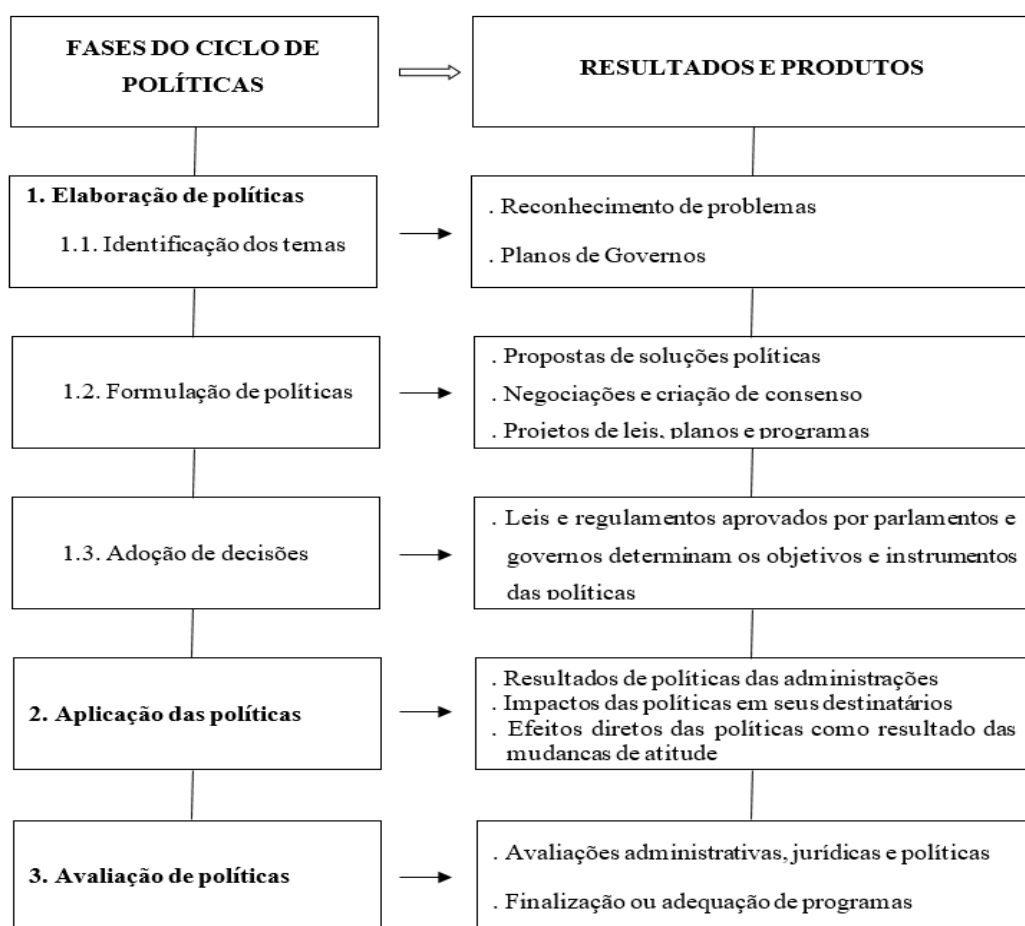 FASES DO CICLO DE
POLÍTICAS
RESULTADOS E PRODUTOS
1. Elaboração de políticas
1.1. Identificação dos temas
. Reconhecimento de problemas
. Planos de Governos
1.2. Formulação de políticas
. Propostas de soluções políticas
. Negociações e criação de consenso
. Projetos de leis, planos e programas
1.3. Adoção de decisões
. Leis e regulamentos aprovados por parlamentos e
governos determinam os objetivos e instrumentos
das políticas
2. Aplicação das políticas
. Resultados de políticas das administrações
. Impactos das políticas em seus destinatários
. Efeitos diretos das políticas como resultado das
mudancas de atitude
3. Avaliação de políticas
. Avaliações administrativas, jurídicas e políticas
. Finalização ou adequação de programas